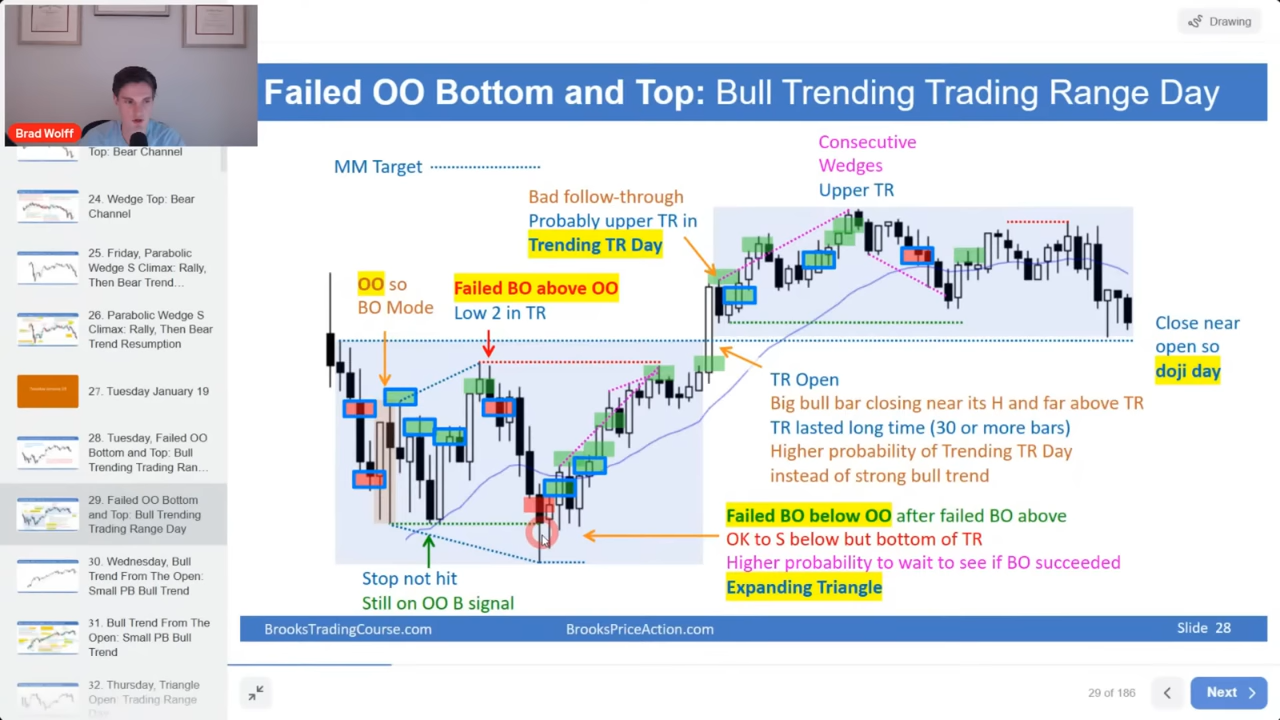 Drawing
Failed OO Bottom and Top: Bull Trending Trading Range Day
Brad Wolff
Top: Bear Channel
24. Wedge Top: Bear
Channel
25. Friday, Parabolic
Wedge S Climax: Rally,
Then Bear Trend...
26. Parabolic Wedge S
Climax: Rally, Then Bear
Trend Resumption
27. Tuesday January 19
28. Tuesday, Failed OO
Bottom and Top: Bull
Trending Trading Ran...
29. Failed OO Bottom
and Top: Bull Trending
Trading Range Day
30. Wednesday, Bull
Trend From The Open:
Small PB Bull Trend
31. Bull Trend From The
Open: Small PB Bull
Trend
32. Thursday, Triangle
Open: Trading Range
Day
MM Target
Consecutive
Wedges
Upper TR
Bad follow-through
Probably upper TR in
Trending TR Day
OO so
BO Mode
Failed BO above OO
Low 2 in TR
Close near
open so
doji day
TR Open
Big bull bar closing near its H and far above TR
TR lasted long time (30 or more bars)
Higher probability of Trending TR Day
instead of strong bull trend
Failed BO below OO after failed BO above
OK to S below but bottom of TR
Higher probability to wait to see if BO succeeded
Expanding Triangle
Stop not hit
Still on OO B signal
BrooksTradingCourse.com
BrooksPriceAction.com
Slide 28
29 of 186
Next